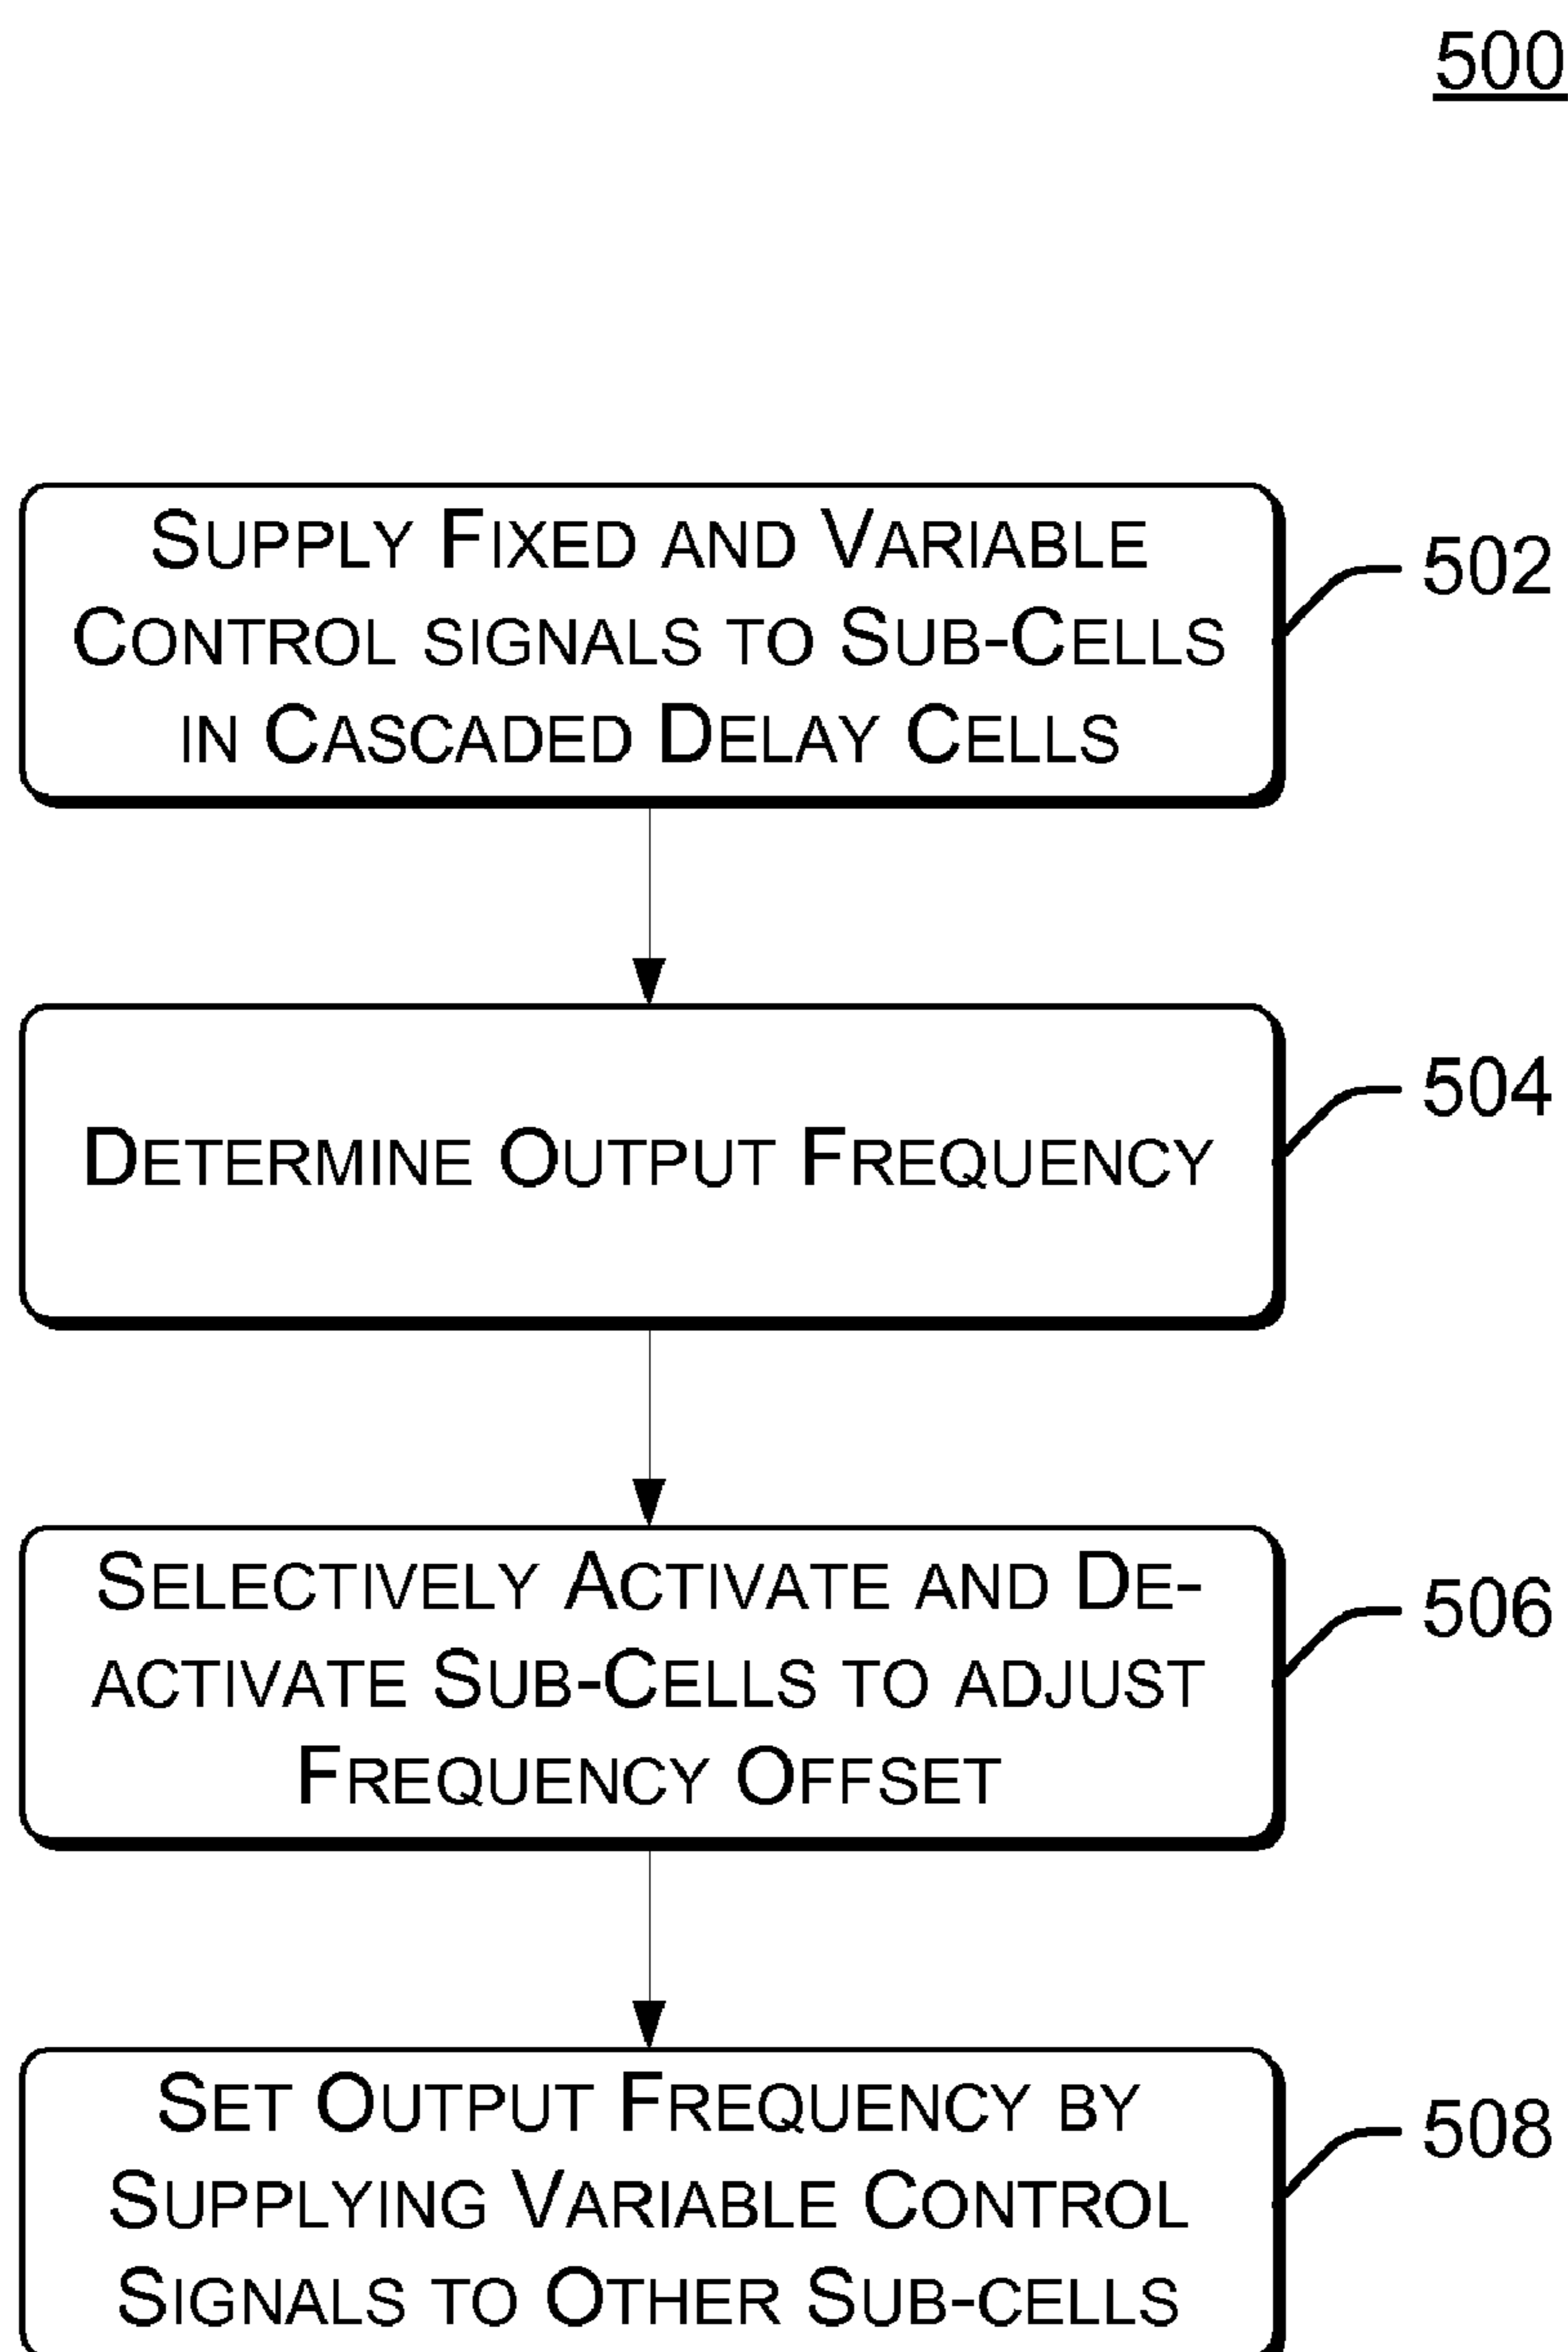 500
Supply Fixed and Variable
Control signals to Sub-Cells
in Cascaded Delay Cells
502
Determine Output Frequency
504
Selectively Activate and De-
activate Sub-Cells to adjust
Frequency Offset
506
Set Output Frequency by
Supplying Variable Control
Signals to Other Sub-cells
508